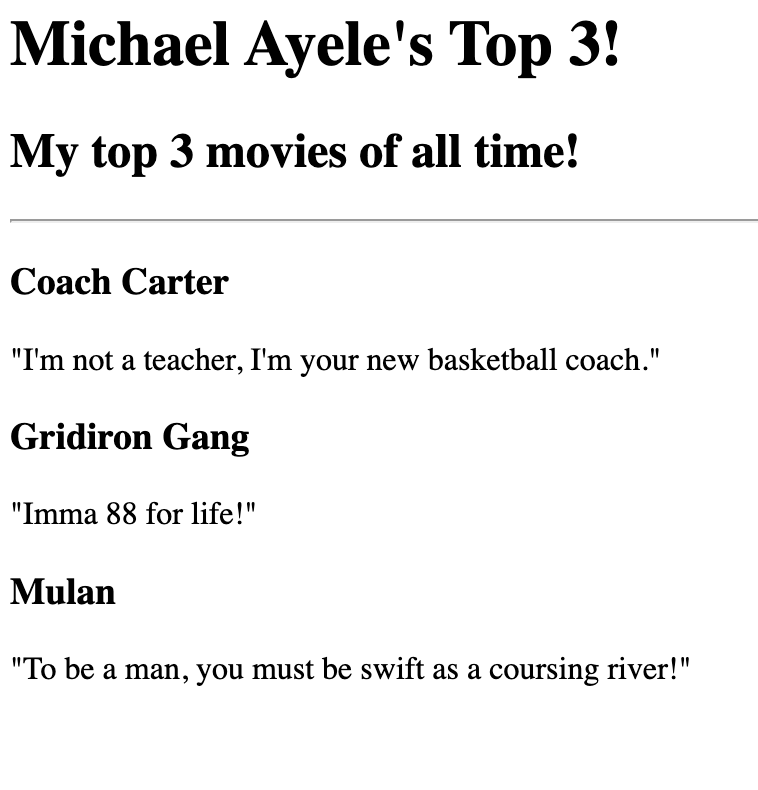 Michael Ayele's Top 3!
My top 3 movies of all time!
Coach Carter
"I'm not a teacher, I'm your new basketball coach."
Gridiron Gang
"Imma 88 for life!"
Mulan
"To be a man, you must be swift as a coursing river!"